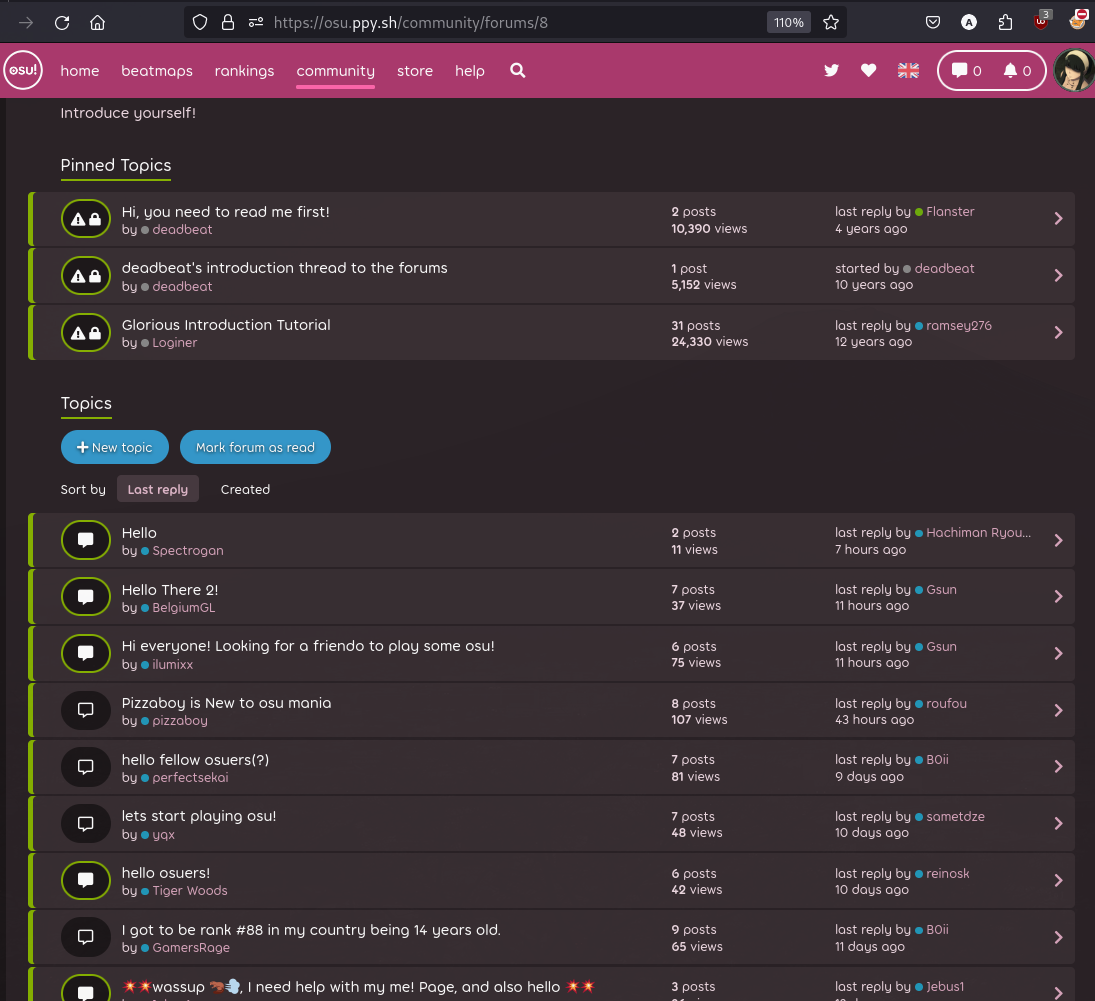 https://osu.ppy.sh/community/forums/8
110%
3
osu!
home beatmaps rankings community store help
0 0
Introduce yourself!
Pinned Topics
Hi, you need to read me first!
by deadbeat
2 posts
10,390 views
last reply by Flanster
4 years ago
deadbeat's introduction thread to the forums
by deadbeat
1 post
5,152 views
started by deadbeat
10 years ago
Glorious Introduction Tutorial
by Loginer
31 posts
24,330 views
last reply by ramsey276
12 years ago
Topics
+ New topic
Mark forum as read
Sort by Last reply Created
Hello
by Spectrogan
2 posts
11 views
last reply by Hachiman Ryou...
7 hours ago
Hello There 2!
by BelgiumGL
7 posts
37 views
last reply by Gsun
11 hours ago
Hi everyone! Looking for a friendo to play some osu!
by ilumixx
6 posts
75 views
last reply by Gsun
11 hours ago
Pizzaboy is New to osu mania
by pizzaboy
8 posts
107 views
last reply by roufou
43 hours ago
hello fellow osuers(?)
by perfectsekai
7 posts
81 views
last reply by B0ii
9 days ago
lets start playing osu!
by yqx
7 posts
48 views
last reply by sametdze
10 days ago
hello osuers!
by Tiger Woods
6 posts
42 views
last reply by reinosk
10 days ago
I got to be rank #88 in my country being 14 years old.
by GamersRage
9 posts
65 views
last reply by B0ii
11 days ago
💥💥wassup 🦐💨, I need help with my me! Page, and also hello 💥💥
3 posts
last reply by Jebus1